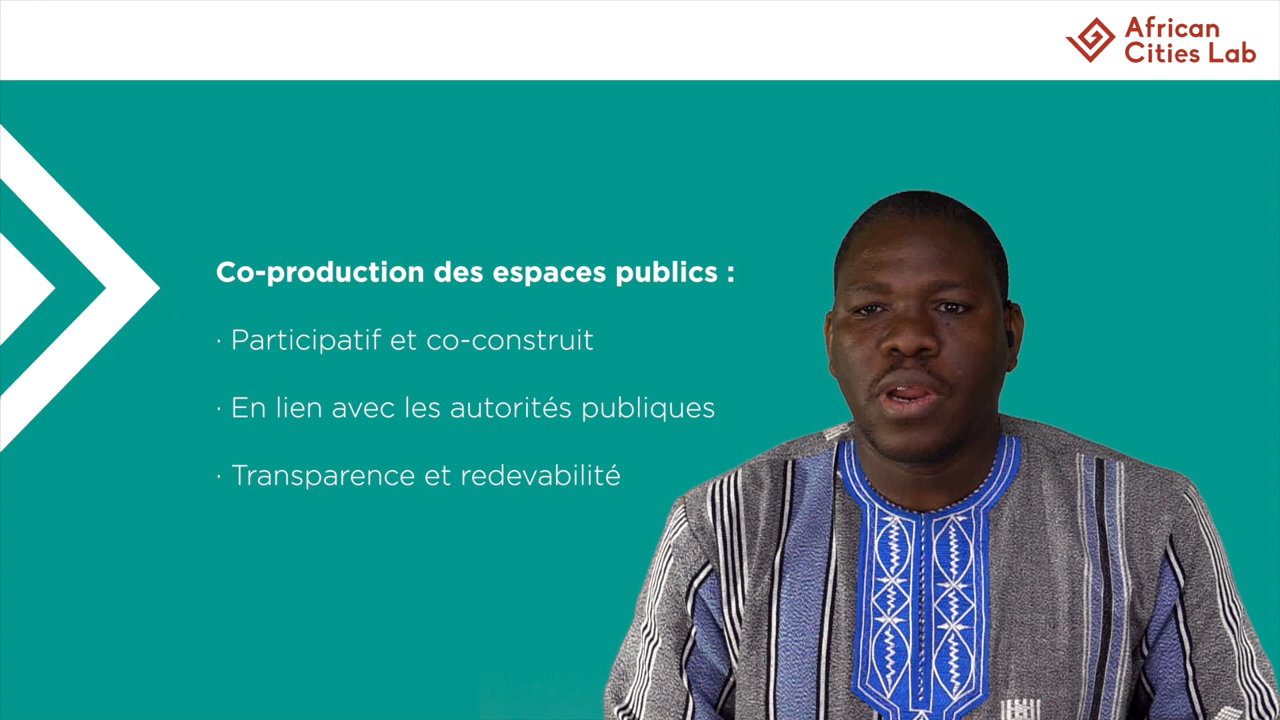 African
Cities Lab
Co-production des espaces publics :
· Participatif et co-construit
· En lien avec les autorités publiques
· Transparence et redevabilité